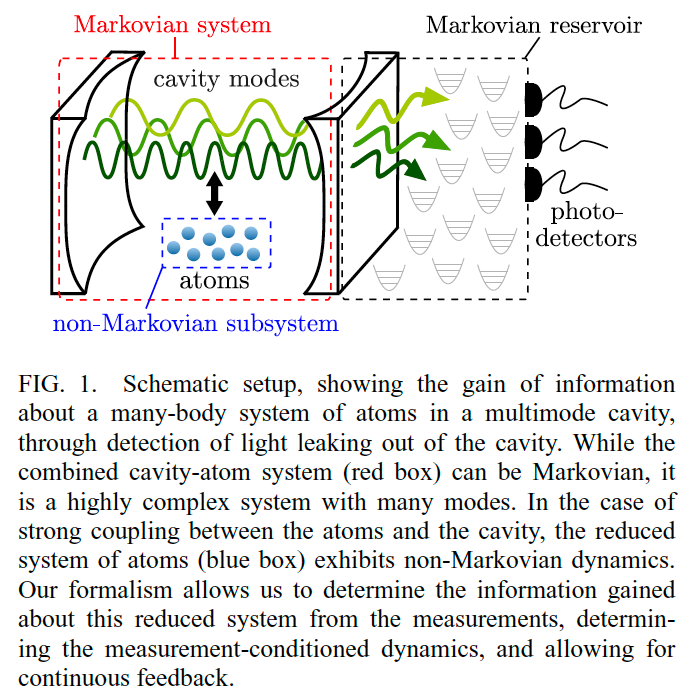 Markovian system
Markovian reservoir
cavity modes
photo-
detectors
atoms
non-Markovian subsystem
FIG. 1. Schematic setup, showing the gain of information
about a many-body system of atoms in a multimode cavity,
through detection of light leaking out of the cavity. While the
combined cavity-atom system (red box) can be Markovian, it
is a highly complex system with many modes. In the case of
strong coupling between the atoms and the cavity, the reduced
system of atoms (blue box) exhibits non-Markovian dynamics.
Our formalism allows us to determine the information gained
about this reduced system from the measurements, determin-
ing the measurement-conditioned dynamics, and allowing for
continuous feedback.